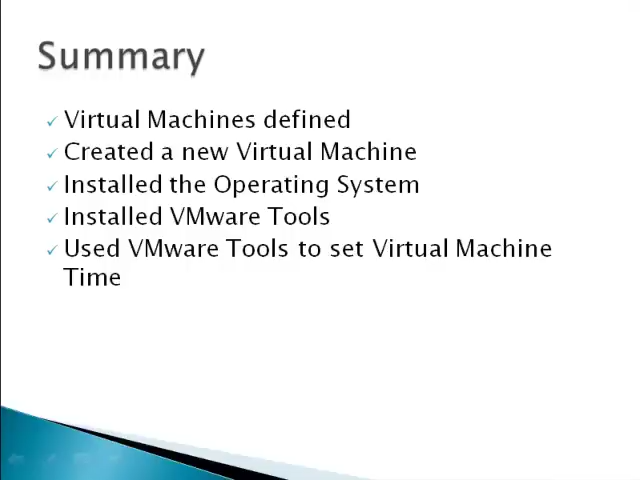 Summary
Virtual Machines defined
Created a new Virtual Machine
Installed the Operating System
Installed VMware Tools
Used VMware Tools to set Virtual Machine
Time